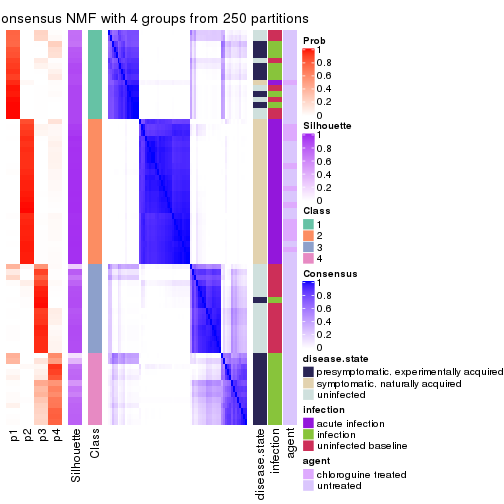 onsensus NMF with 4 groups from 250 partitions
Prob
1
0.8
0.6
0.4
0.2
0
Silhouette
1
0.8
0.6
0.4
0.2
0
Class
1
2
3
4
Consensus
1
0.8
0.6
0.4
0.2
0
disease.state
presymptomatic. experimentally acquired
symptomatic. naturally acquired
uninfected
infection
acute infection
infection
uninfected baseline
agent
chloroguine treated
untreated
p1
p2
p3
p4
Silhouette
Class
disease.state
infection
agent